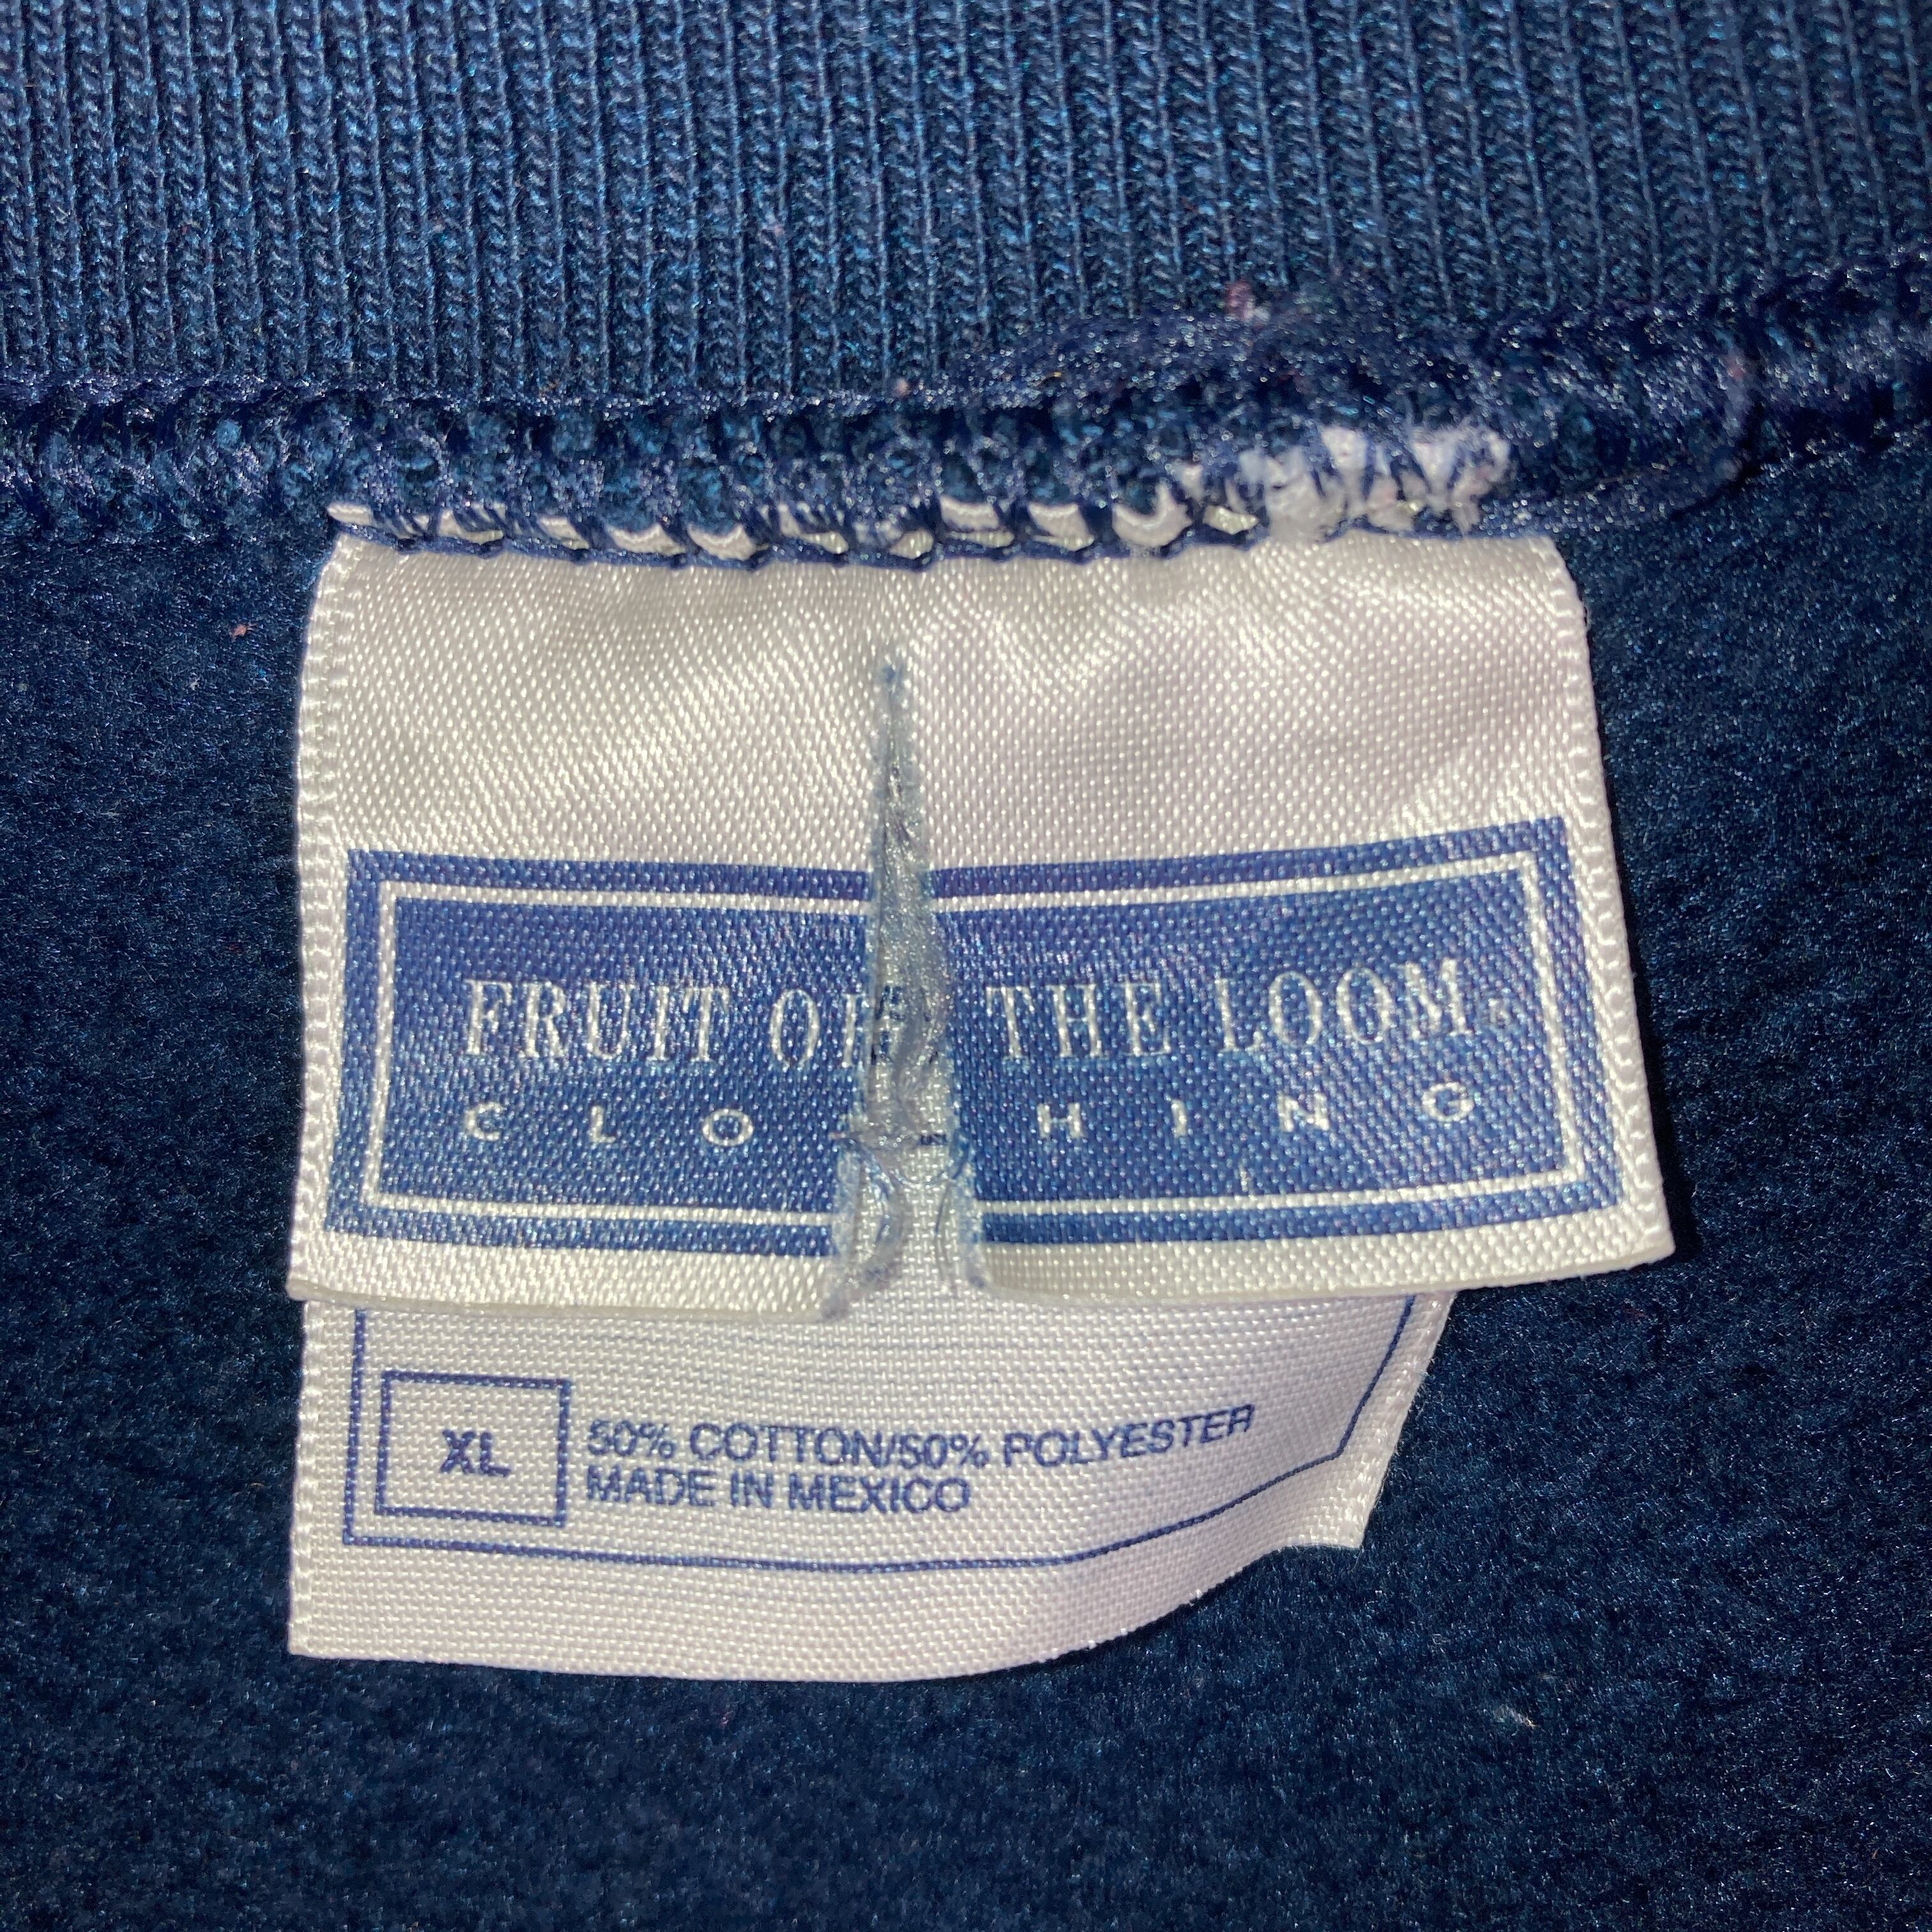 FRUIT OF THE LOOM®
CLOTHING
XL
50% COTTON/50% POLYESTER
MADE IN MEXICO